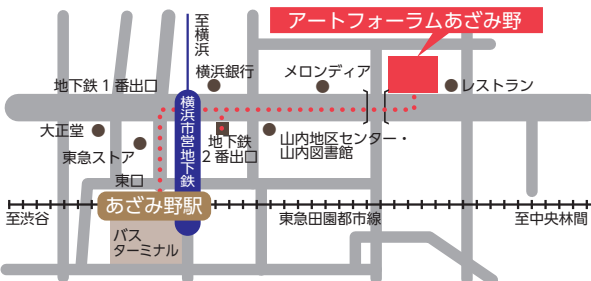 アートフォーラムあざみ野
至横浜
横浜銀行
メロンディア
地下鉄1番出口
レストラン
横浜市営地下鉄
大正堂
地下鉄
2番出口
山内地区センター・
山内図書館
東急ストア
東口
あざみ野駅
至渋谷
東急田園都市線
至中央林間
バス
ターミナル